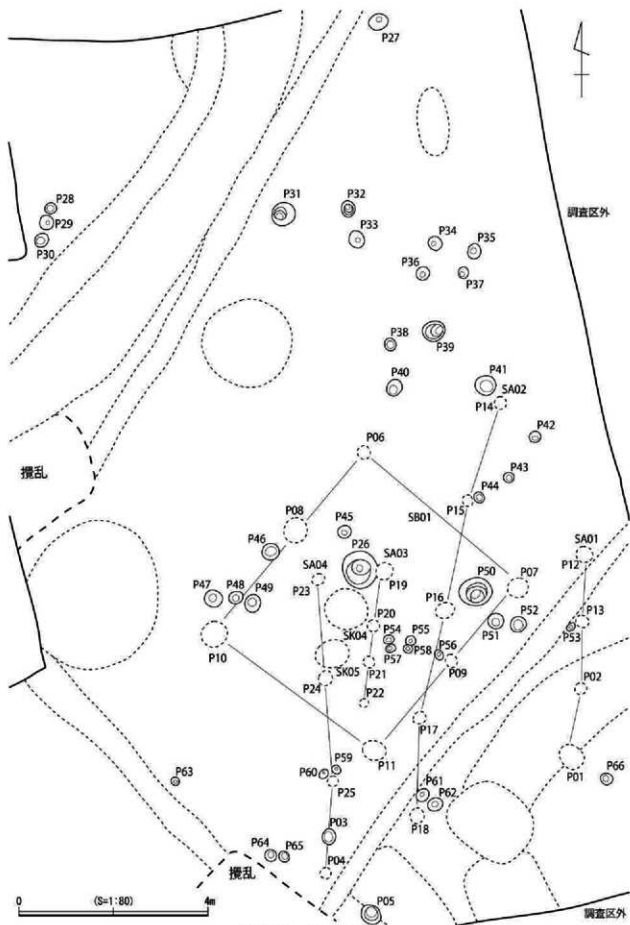 P27
P28
P29
P30
P31
P32
P33
P34
P35
P36
P37
調査区外
P38
P39
P40
P41
SA02
P14
P42
P43
P44
P15
P06
SB01
P08
攪乱
P45
P46
P26
SA03
P19
SA04
P23
P47
P48
P49
P50
P07
SA01
P12
P16
P20
SK04
P54
P55
P51
P52
P53
P13
P10
P57
P58
P56
P09
SK05
P21
P24
P22
P02
P17
P11
P01
P63
P60
P59
P25
P61
P62
P66
P18
P03
P64
P65
攪乱
P04
P05
調査区外
0
(S=1:80)
4m